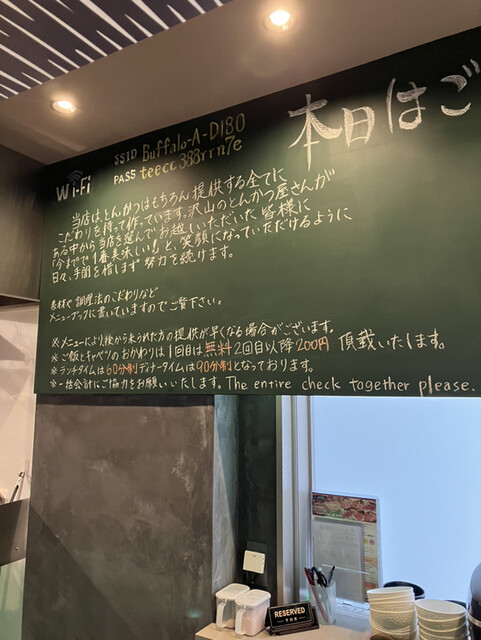 本日はご
Wi-Fi
SSID Buffalo-A-D180
PASS teecc388rrn7e
当店はとんかつはもちろん提供する全てに
こだわりを持って作っています。沢山のとんかつ屋さんが
ある中から当店を選んでお越しいただいた皆様に
「今までで1番美味しい!」と、笑顔になっていただけるように
日々、手間を惜しまず努力を続けます。
素材や調理法のこだわりなど
メニューブックに書いていますのでご覧下さい。
※メニューにより後から来られた方の提供が早くなる場合がございます。
※ご飯とキャベツのおかわりは1回目は無料2回目以降200円頂戴いたします。
※ランチタイムは60分制ディナータイムは90分制となっております。
※一括会計にご協力をお願いいたします。The entire check together please.
RESERVED
予約席